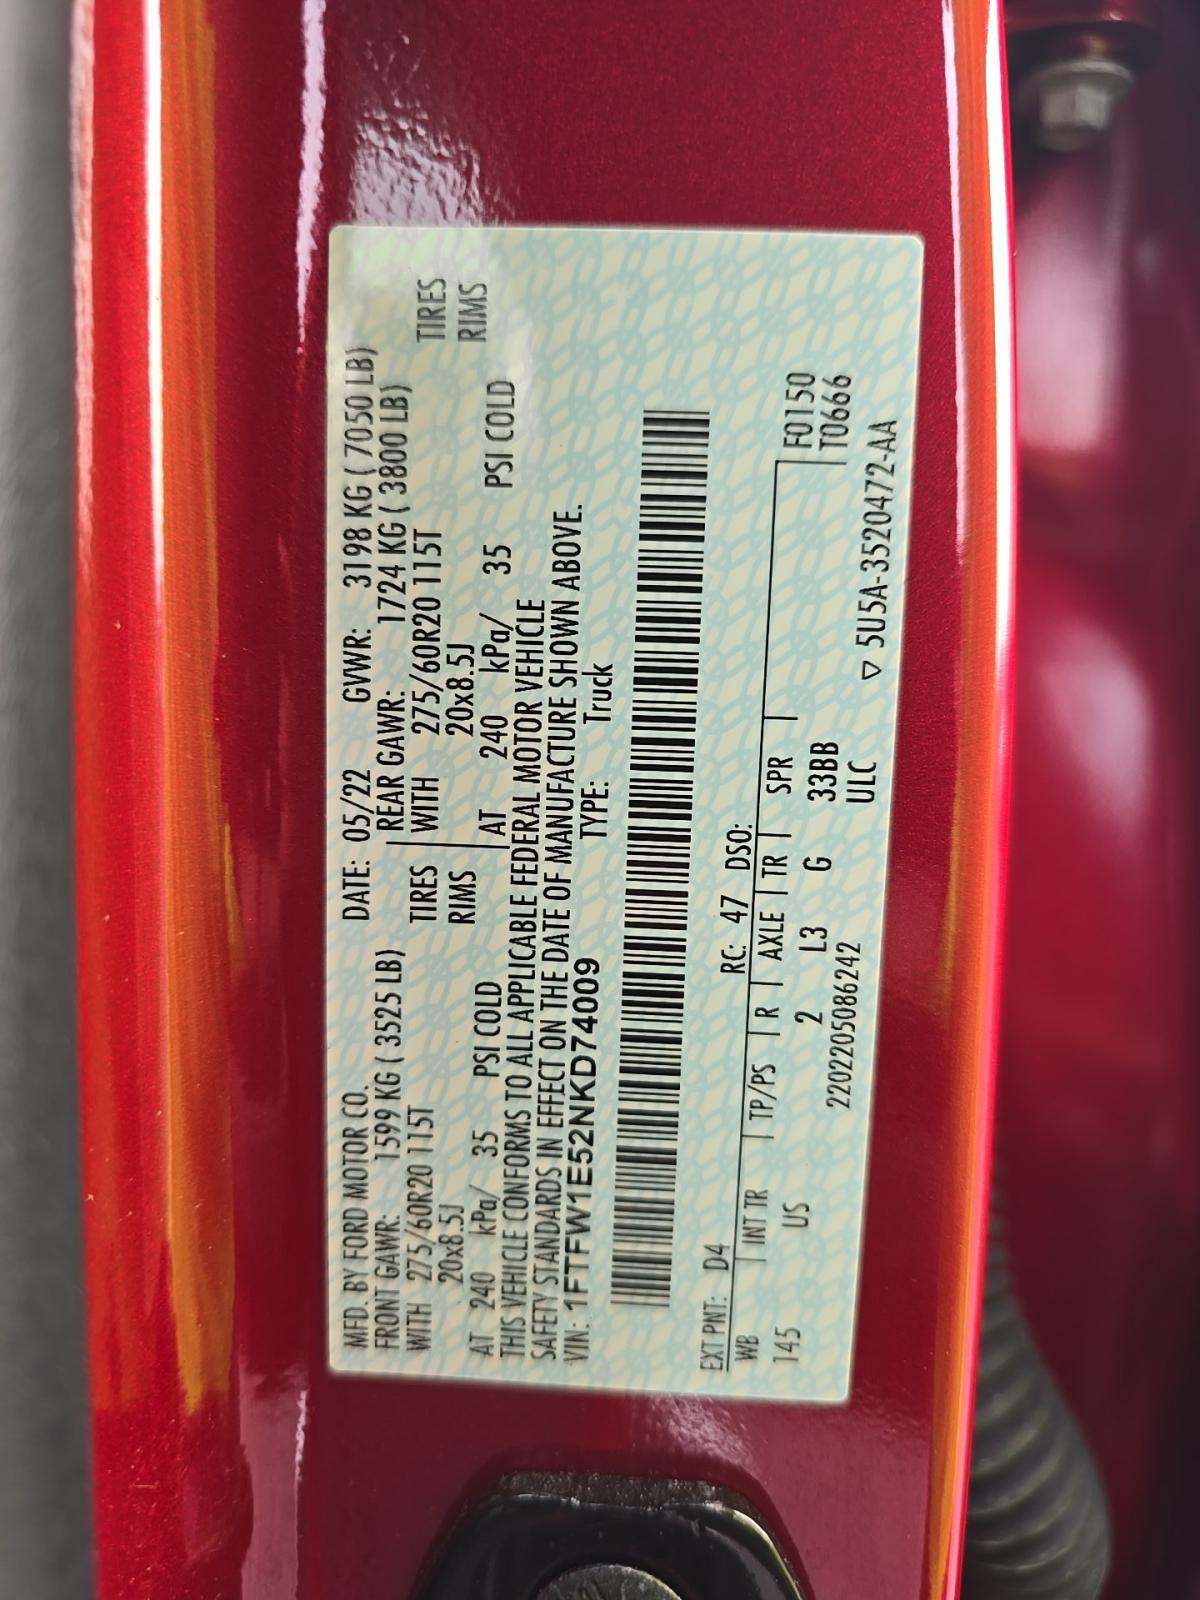 MFD. BY FORD MOTOR CO. DATE: 05/22 GVWR: 3198 KG ( 7050 LB)
FRONT GAWR: 1599 KG ( 3525 LB) REAR GAWR: 1724 KG ( 3800 LB)
WITH 275/60R20 115T TIRES WITH 275/60R20 115T TIRES
20x8.5J RIMS 20x8.5J RIMS
AT 240 kPa/ 35 PSI COLD AT 240 kPa/ 35 PSI COLD
THIS VEHICLE CONFORMS TO ALL APPLICABLE FEDERAL MOTOR VEHICLE
SAFETY STANDARDS IN EFFECT ON THE DATE OF MANUFACTURE SHOWN ABOVE.
VIN: 1FTFW1E52NKD74009 TYPE: Truck
EXT PNT: D4 RC: 47 DSO:
WB INT TR TP/PS R AXLE TR SPR F0150
145 US 2 L3 G 33BB T0666
2202205086242 ULC ▽ 5U5A-3520472-AA